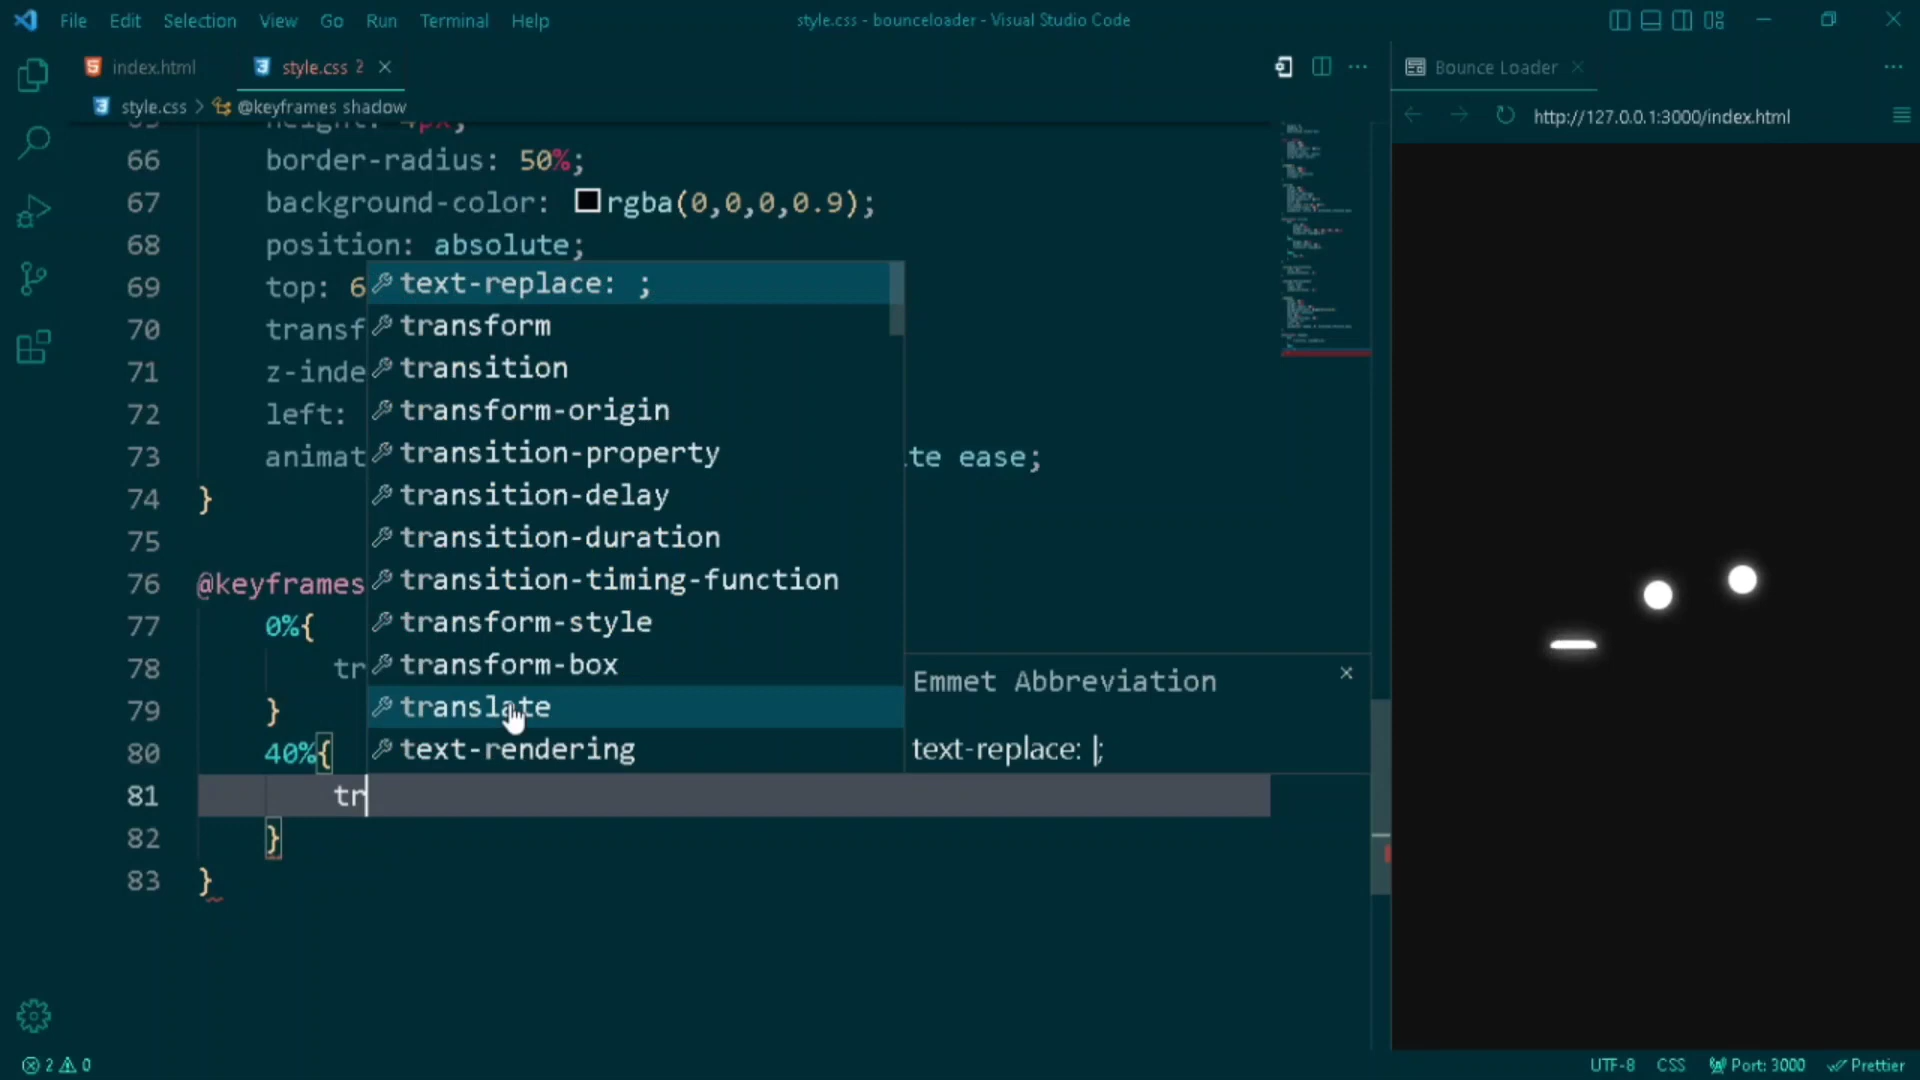 File Edit Selection View Go Run Terminal Help
style.css - bounceloader - Visual Studio Code
index.html
style.css 2
Bounce Loader
style.css > @keyframes shadow
http://127.0.0.1:3000/index.html
66 border-radius: 50%;
67 background-color: rgba(0,0,0,0.9);
68 position: absolute;
69 top: 6
70 transf
71 z-inde
72 left:
73 animat te ease;
74 }
75
76 @keyframes
77 0%{
78 tr
79 }
80 40%{
81 tr
82 }
83 }
text-replace: ;
transform
transition
transform-origin
transition-property
transition-delay
transition-duration
transition-timing-function
transform-style
transform-box
translate
text-rendering
Emmet Abbreviation
text-replace: |;
2 0
UTF-8 CSS Port: 3000 Prettier